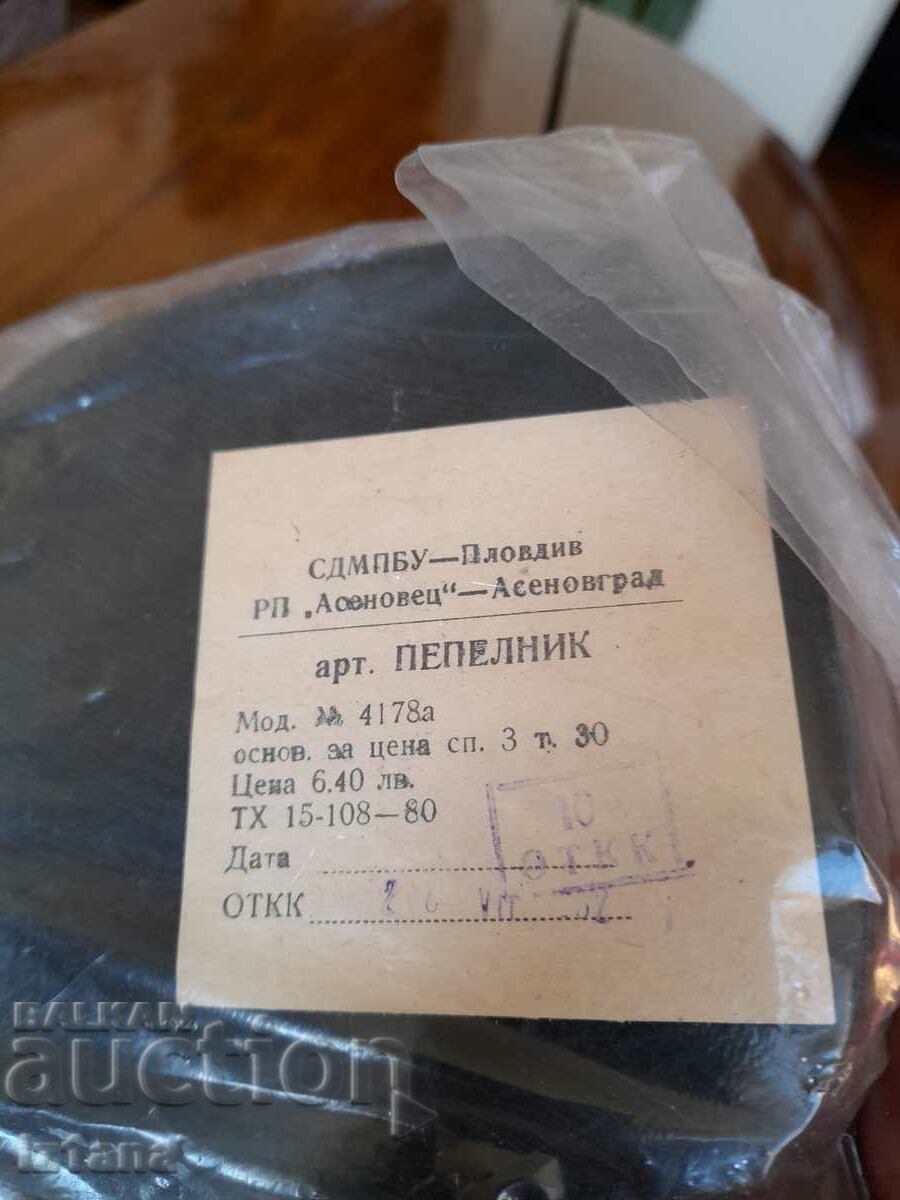 СДМПБУ—Пловдив
РП „Асеновец“—Асеновград
арт. ПЕПЕЛНИК
Мод. № 4178а
основ. за цена сп. 3 т. 30
Цена 6.40 лв.
ТХ 15-108—80
Дата
10
ОТКК
ОТКК
BALKAN
auction
iztana